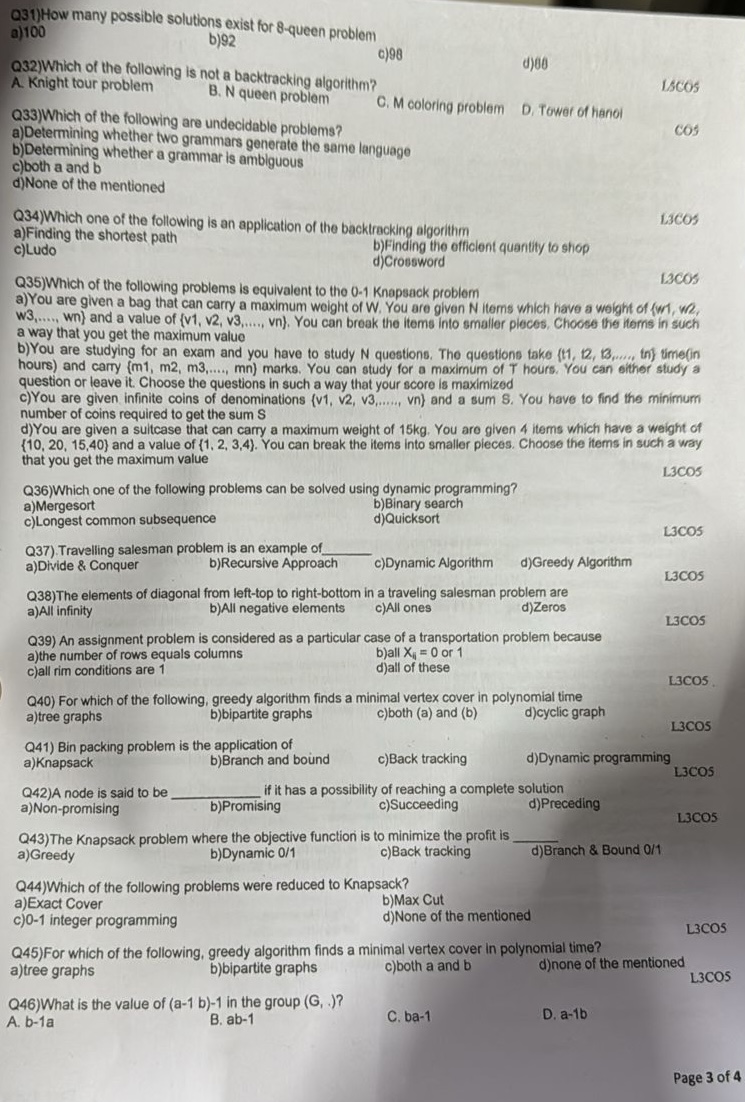 Q31)How many possible solutions exist for 8-queen problem
a)100 b)92 c)98 d)88
L5CO5
Q32)Which of the following is not a backtracking algorithm?
A. Knight tour problem B. N queen problem C. M coloring problem D. Tower of hanoi
CO5
Q33)Which of the following are undecidable problems?
a)Determining whether two grammars generate the same language
b)Determining whether a grammar is ambiguous
c)both a and b
d)None of the mentioned
L3CO5
Q34)Which one of the following is an application of the backtracking algorithm
a)Finding the shortest path b)Finding the efficient quantity to shop
c)Ludo d)Crossword
L3CO5
Q35)Which of the following problems is equivalent to the 0-1 Knapsack problem
a)You are given a bag that can carry a maximum weight of W. You are given N items which have a weight of {w1, w2,
w3,...., wn} and a value of {v1, v2, v3,...., vn}. You can break the items into smaller pieces. Choose the items in such
a way that you get the maximum value
b)You are studying for an exam and you have to study N questions. The questions take {t1, t2, t3,...., tn} time(in
hours) and carry {m1, m2, m3,...., mn} marks. You can study for a maximum of T hours. You can either study a
question or leave it. Choose the questions in such a way that your score is maximized
c)You are given infinite coins of denominations {v1, v2, v3,....., vn} and a sum S. You have to find the minimum
number of coins required to get the sum S
d)You are given a suitcase that can carry a maximum weight of 15kg. You are given 4 items which have a weight of
{10, 20, 15,40} and a value of {1, 2, 3,4}. You can break the items into smaller pieces. Choose the items in such a way
that you get the maximum value
L3CO5
Q36)Which one of the following problems can be solved using dynamic programming?
a)Mergesort b)Binary search
c)Longest common subsequence d)Quicksort
L3CO5
Q37).Travelling salesman problem is an example of_______
a)Divide & Conquer b)Recursive Approach c)Dynamic Algorithm d)Greedy Algorithm
L3CO5
Q38)The elements of diagonal from left-top to right-bottom in a traveling salesman problem are
a)All infinity b)All negative elements c)All ones d)Zeros
L3CO5
Q39) An assignment problem is considered as a particular case of a transportation problem because
a)the number of rows equals columns b)all Xij = 0 or 1
c)all rim conditions are 1 d)all of these
L3CO5
Q40) For which of the following, greedy algorithm finds a minimal vertex cover in polynomial time
a)tree graphs b)bipartite graphs c)both (a) and (b) d)cyclic graph
L3CO5
Q41) Bin packing problem is the application of
a)Knapsack b)Branch and bound c)Back tracking d)Dynamic programming
L3CO5
Q42)A node is said to be ____________ if it has a possibility of reaching a complete solution
a)Non-promising b)Promising c)Succeeding d)Preceding
L3CO5
Q43)The Knapsack problem where the objective function is to minimize the profit is ______
a)Greedy b)Dynamic 0/1 c)Back tracking d)Branch & Bound 0/1
Q44)Which of the following problems were reduced to Knapsack?
a)Exact Cover b)Max Cut
c)0-1 integer programming d)None of the mentioned
L3CO5
Q45)For which of the following, greedy algorithm finds a minimal vertex cover in polynomial time?
a)tree graphs b)bipartite graphs c)both a and b d)none of the mentioned
L3CO5
Q46)What is the value of (a-1 b)-1 in the group (G, .)?
A. b-1a B. ab-1 C. ba-1 D. a-1b
Page 3 of 4